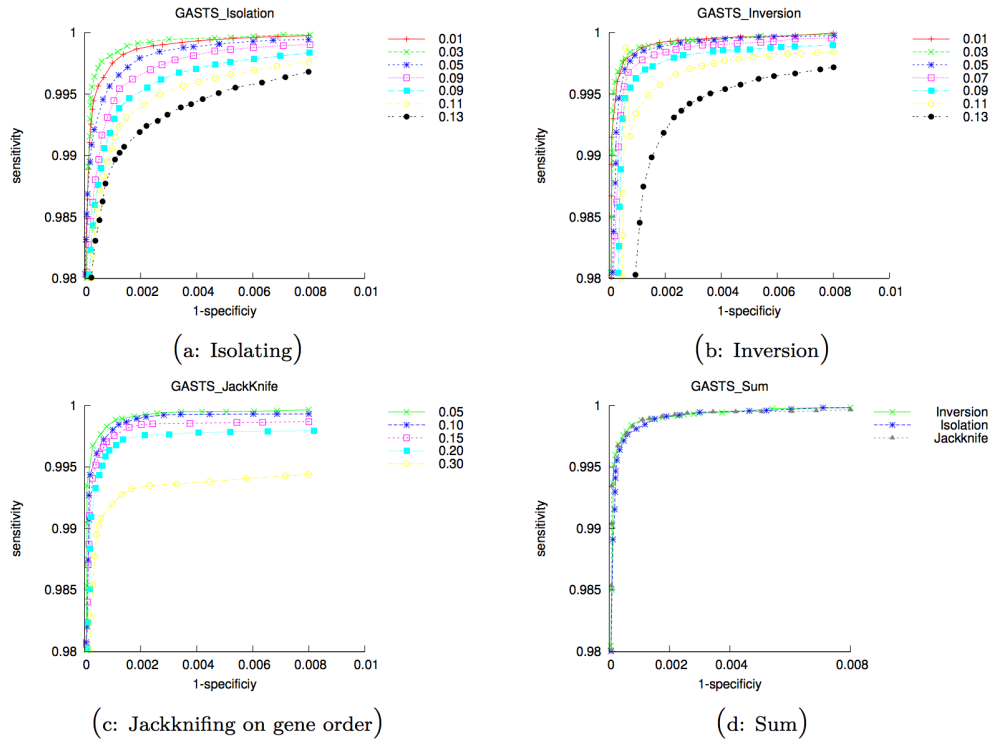 GASTS_Isolation
1
0.995
0.99
0.985
0.98
sensitivity
0 0.002 0.004 0.006 0.008 0.01
1-specificiy
0.01
0.03
0.05
0.09
0.09
0.11
0.13
(a: Isolating)
GASTS_Inversion
1
0.995
0.99
0.985
0.98
sensitivity
0 0.002 0.004 0.006 0.008 0.01
1-specificiy
0.01
0.03
0.05
0.07
0.09
0.11
0.13
(b: Inversion)
GASTS_JackKnife
1
0.995
0.99
0.985
0.98
sensitivity
0 0.002 0.004 0.006 0.008 0.01
1-specificiy
0.05
0.10
0.15
0.20
0.30
(c: Jackknifing on gene order)
GASTS_Sum
1
0.995
0.99
0.985
0.98
sensitivity
0 0.002 0.004 0.006 0.008
1-specificiy
Inversion
Isolation
Jackknife
(d: Sum)